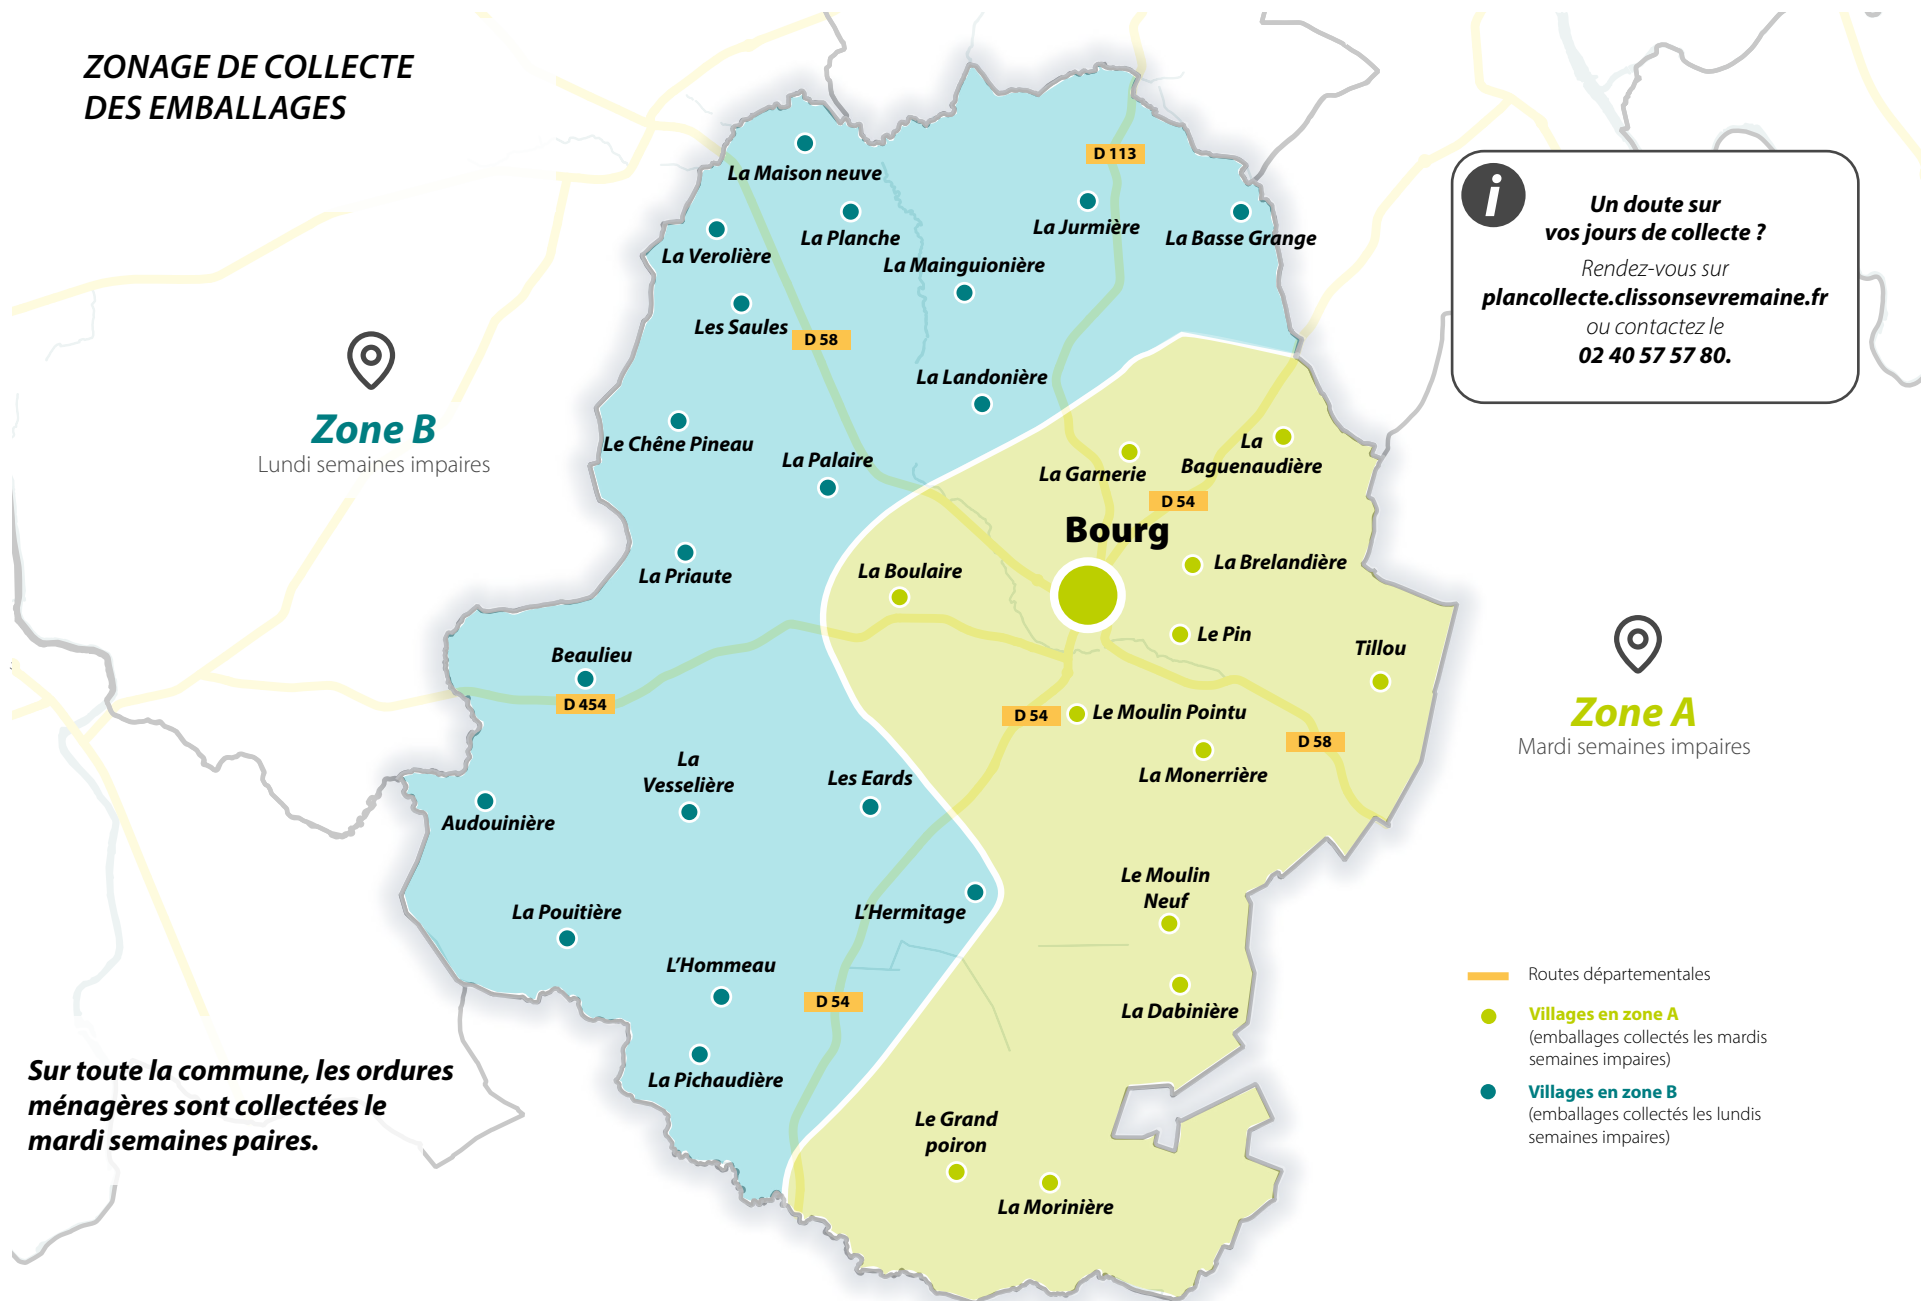 ZONAGE DE COLLECTE
DES EMBALLAGES
La Maison neuve
D 113
La Planche
La Jurmière
La Basse Grange
La Verolière
La Mainguionière
Les Saules
D 58
La Landonière
Le Chêne Pineau
La Palaire
La Priaute
Beaulieu
D 454
La
Vesselière
Les Eards
Audouinière
La Pouitière
L'Hermitage
L'Hommeau
D 54
La Pichaudière
La Garnerie
La
Baguenaudière
D 54
Bourg
La Brelandière
La Boulaire
Le Pin
Tillou
D 54
Le Moulin Pointu
D 58
La Monerrière
Le Moulin
Neuf
La Dabinière
Le Grand
poiron
La Morinière
Zone B
Lundi semaines impaires
Zone A
Mardi semaines impaires
i
Un doute sur
vos jours de collecte ?
Rendez-vous sur
plancollecte.clissonsevremaine.fr
ou contactez le
02 40 57 57 80.
Sur toute la commune, les ordures
ménagères sont collectées le
mardi semaines paires.
Routes départementales
Villages en zone A
(emballages collectés les mardis
semaines impaires)
Villages en zone B
(emballages collectés les lundis
semaines impaires)